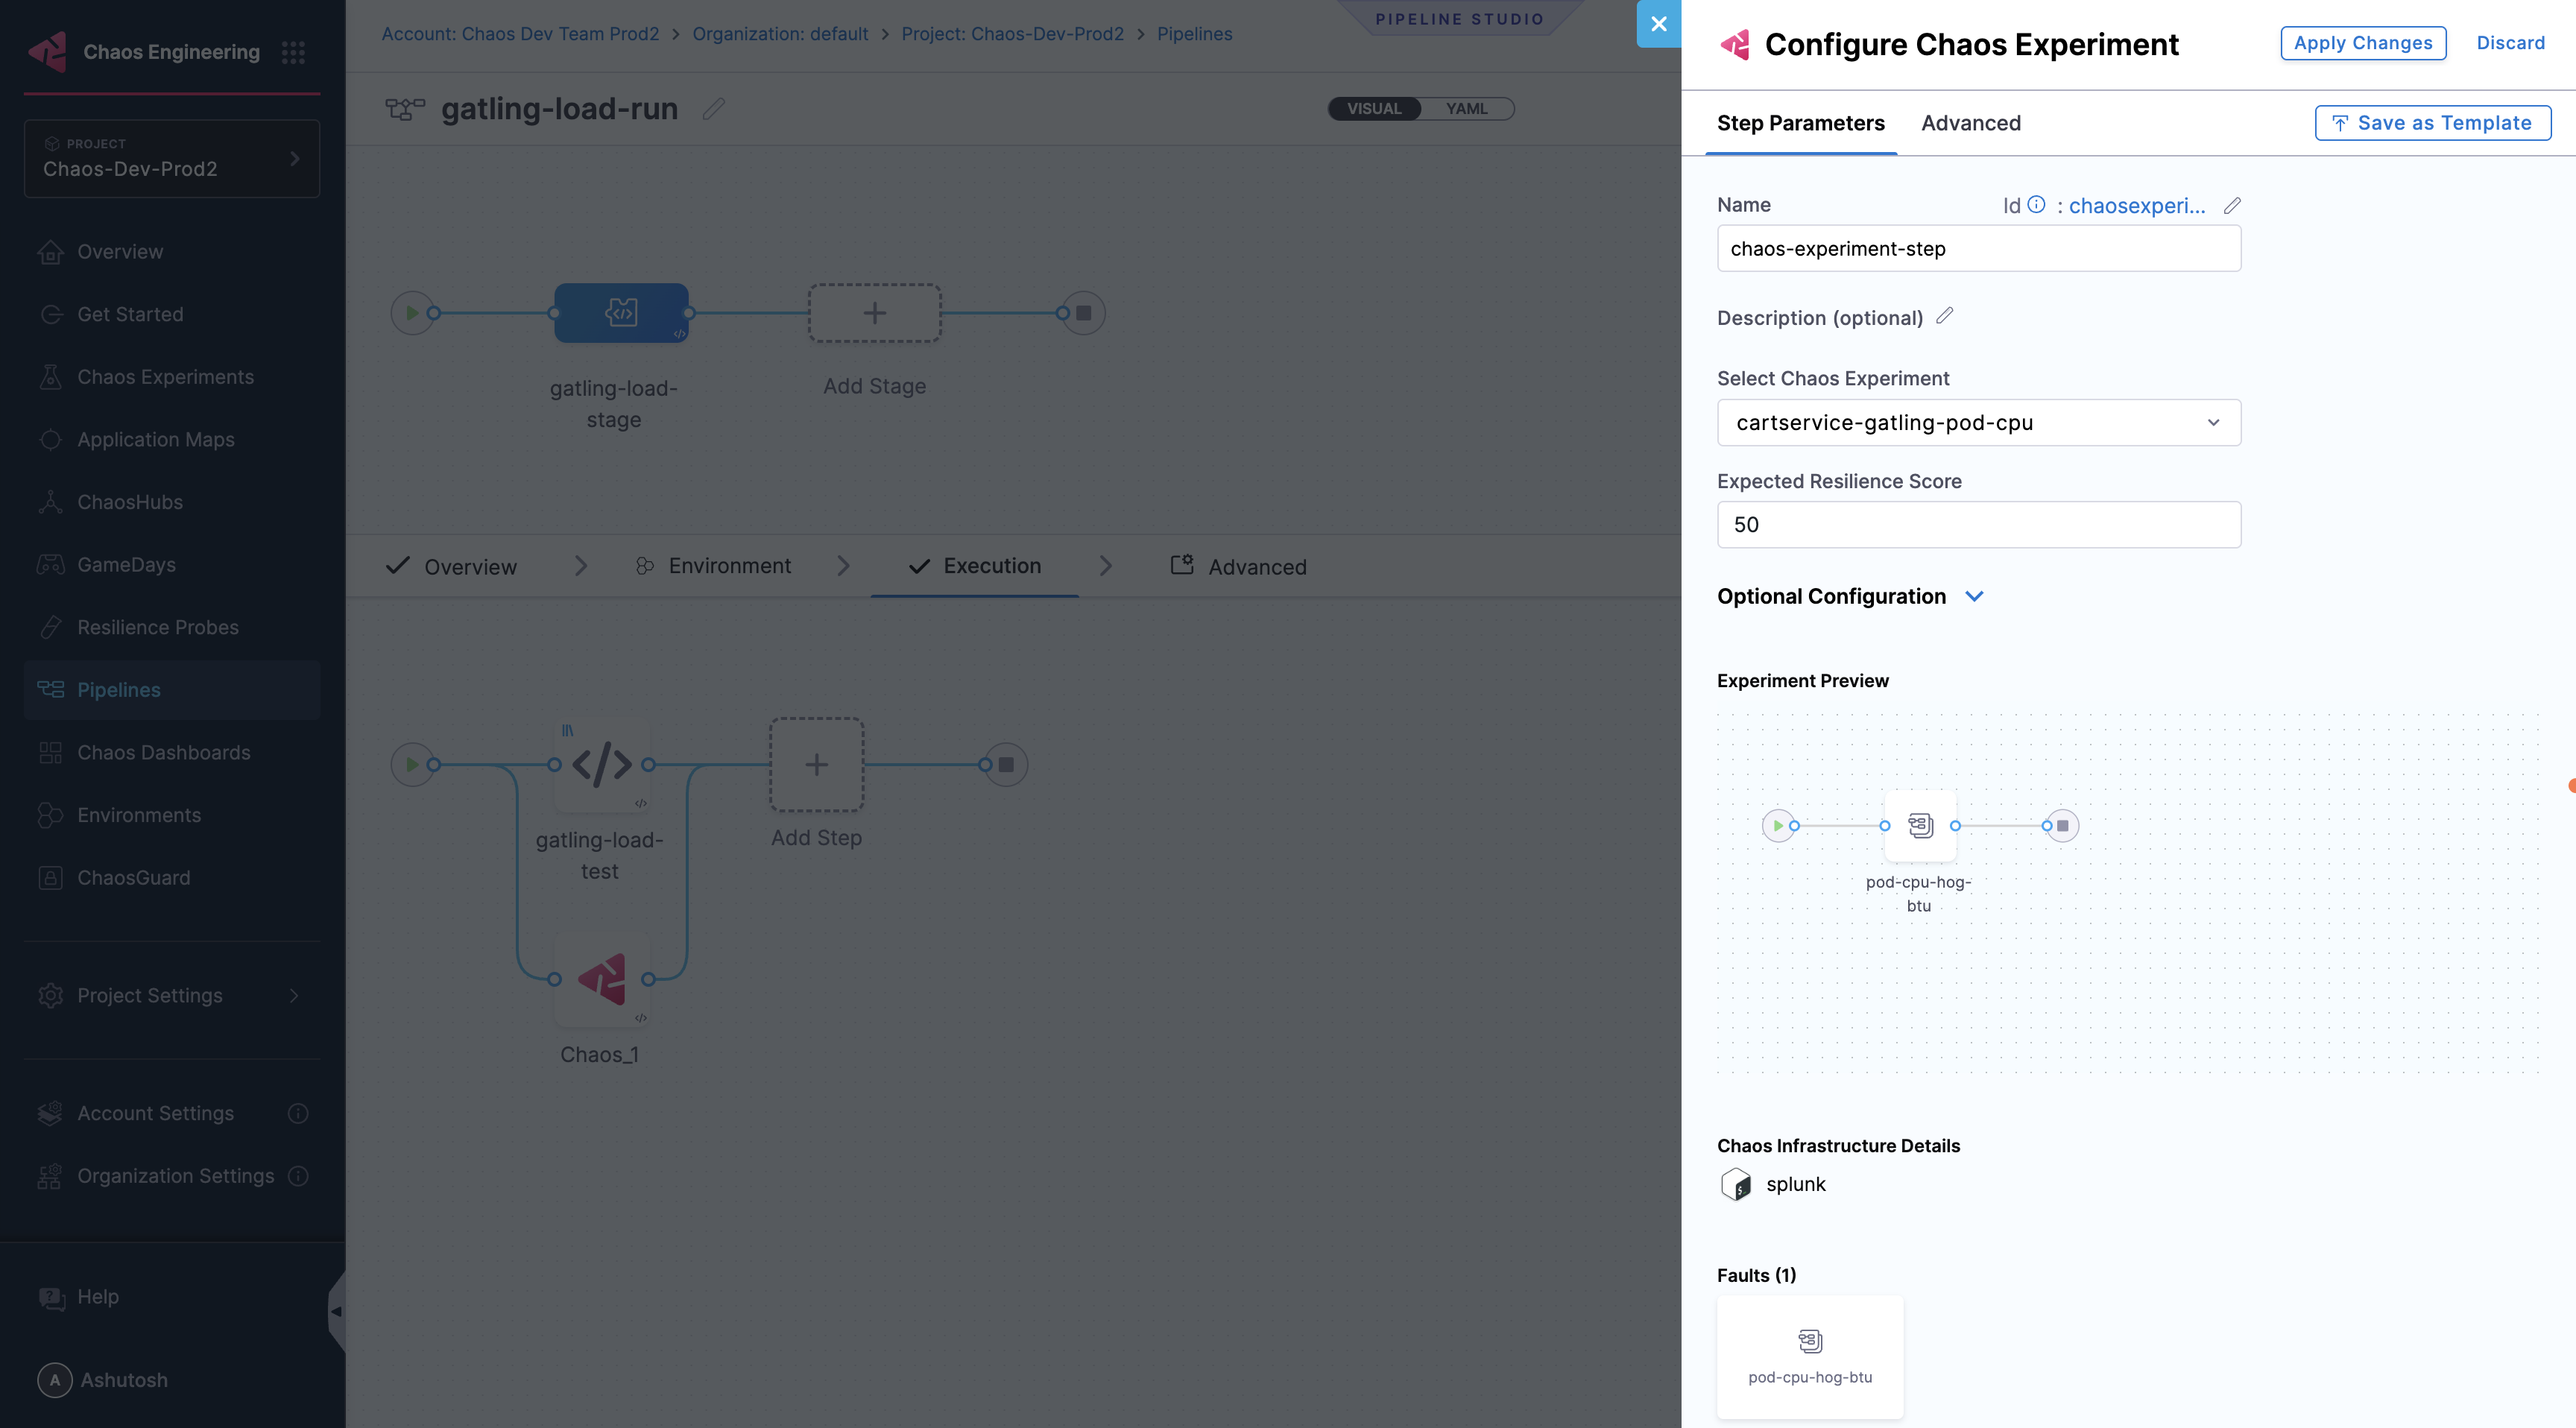 Chaos Engineering
PROJECT
Chaos-Dev-Prod2
Overview
Get Started
Chaos Experiments
Application Maps
ChaosHubs
GameDays
Resilience Probes
Pipelines
Chaos Dashboards
Environments
ChaosGuard
Project Settings
Account Settings
Organization Settings
Help
A Ashutosh
Account: Chaos Dev Team Prod2 > Organization: default > Project: Chaos-Dev-Prod2 > Pipelines
PIPELINE STUDIO
gatling-load-run
VISUAL YAML
gatling-load-
stage
Add Stage
Overview
Environment
Execution
Advanced
gatling-load-
test
Add Step
Chaos_1
Configure Chaos Experiment
Apply Changes
Discard
Step Parameters
Advanced
Save as Template
Name
Id : chaosexperi...
chaos-experiment-step
Description (optional)
Select Chaos Experiment
cartservice-gatling-pod-cpu
Expected Resilience Score
50
Optional Configuration
Experiment Preview
pod-cpu-hog-
btu
Chaos Infrastructure Details
splunk
Faults (1)
pod-cpu-hog-btu